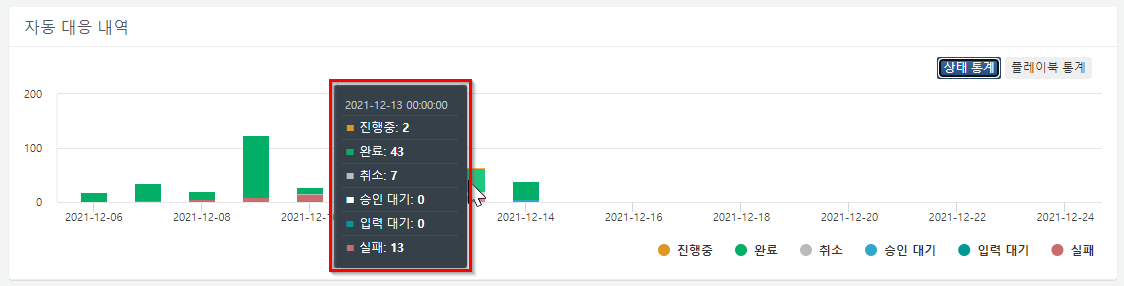 자동 대응 내역
상태 통계 플레이북 통계
200
100
0
2021-12-13 00:00:00
진행중: 2
완료: 43
취소: 7
승인 대기: 0
입력 대기: 0
실패: 13
2021-12-06 2021-12-08 2021-12-14 2021-12-16 2021-12-18 2021-12-20 2021-12-22 2021-12-24
진행중 완료 취소 승인 대기 입력 대기 실패